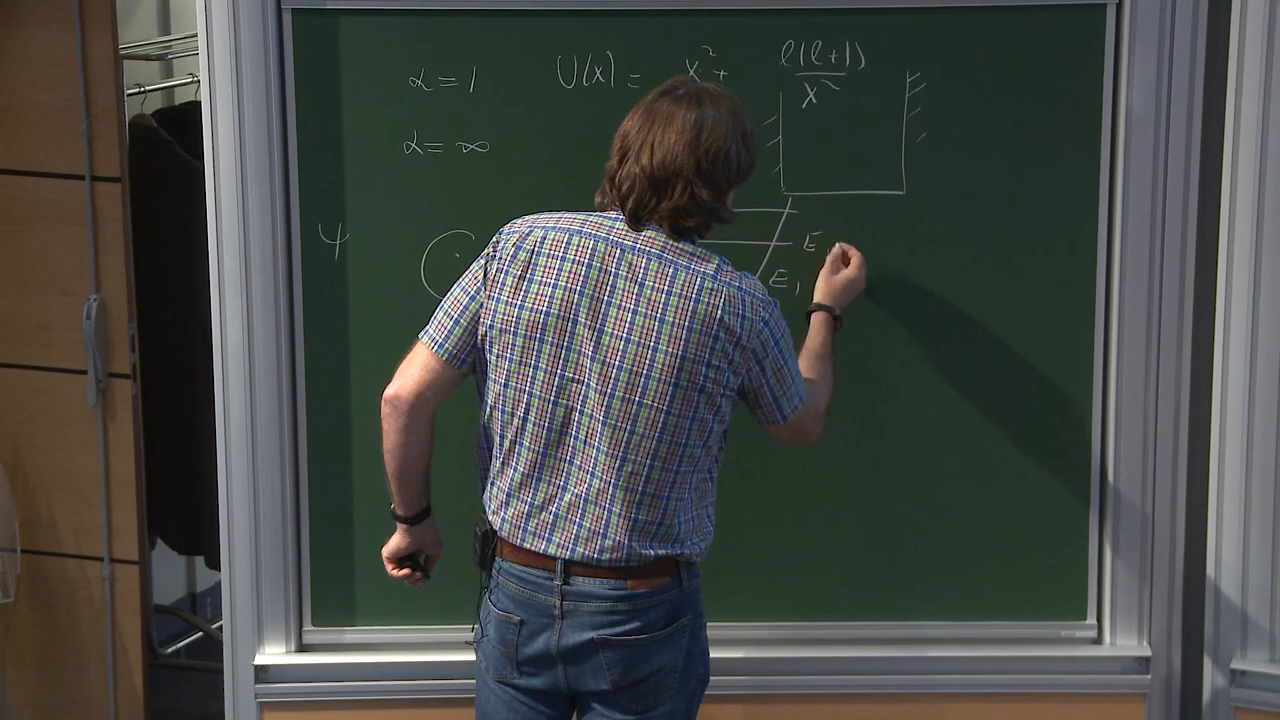 α = 1 U(x) = x² + ℓ(ℓ+1)/x²
α = ∞
ψ
E
E₁